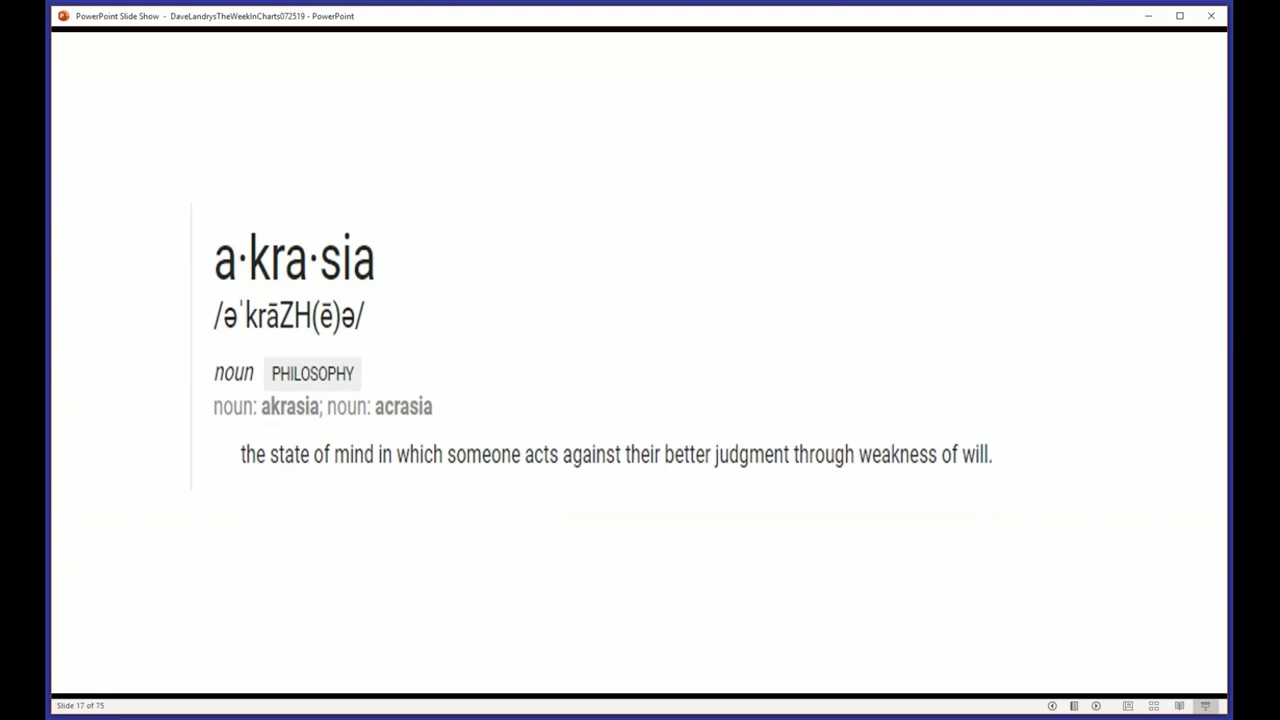 PowerPoint Slide Show - DaveLandrysTheWeekInCharts072519 - PowerPoint
a·kra·sia
/əˈkrāZH(ē)ə/
noun PHILOSOPHY
noun: akrasia; noun: acrasia
the state of mind in which someone acts against their better judgment through weakness of will.
Slide 17 of 75